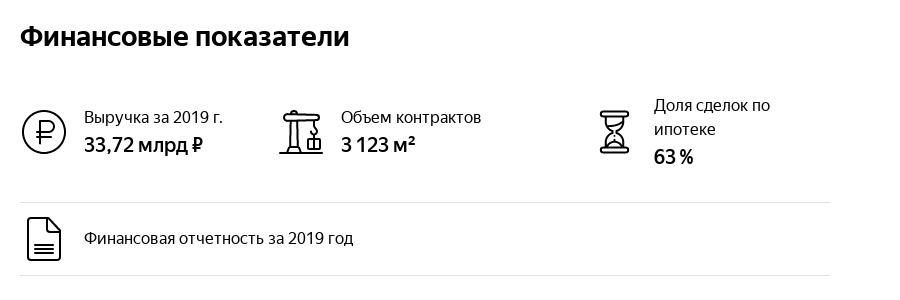 Финансовые показатели
Выручка за 2019 г.
33,72 млрд ₽
Объем контрактов
3 123 м²
Доля сделок по
ипотеке
63 %
Финансовая отчетность за 2019 год